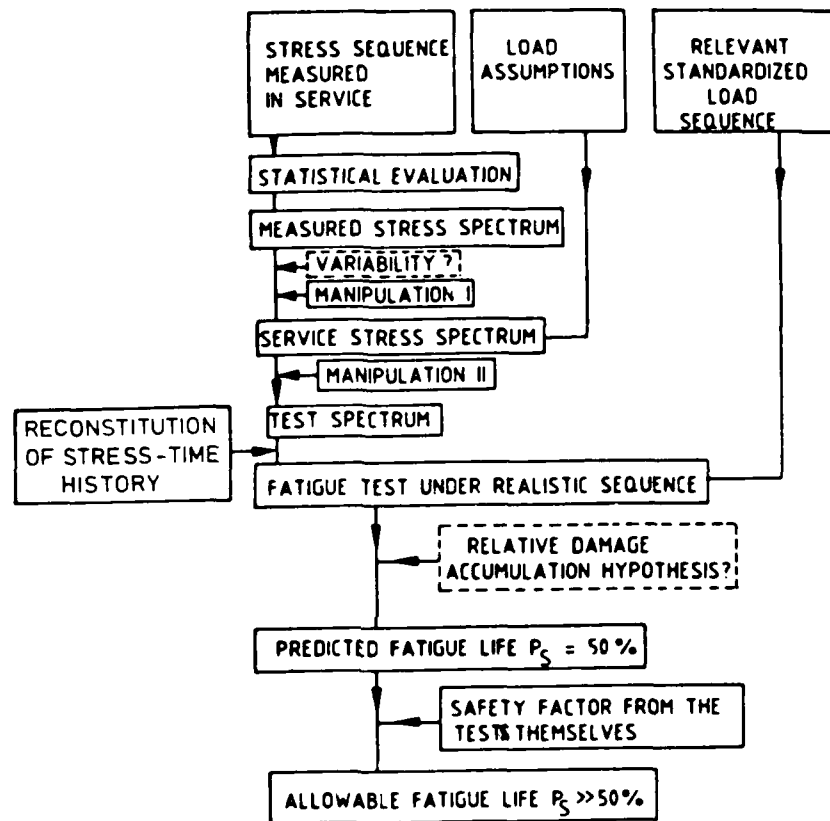 STRESS SEQUENCE
MEASURED
IN SERVICE
LOAD
ASSUMPTIONS
RELEVANT
STANDARDIZED
LOAD
SEQUENCE
STATISTICAL EVALUATION
MEASURED STRESS SPECTRUM
VARIABILITY ?
MANIPULATION I
SERVICE STRESS SPECTRUM
MANIPULATION II
TEST SPECTRUM
RECONSTITUTION
OF STRESS-TIME
HISTORY
FATIGUE TEST UNDER REALISTIC SEQUENCE
RELATIVE DAMAGE
ACCUMULATION HYPOTHESIS?
PREDICTED FATIGUE LIFE PS = 50%
SAFETY FACTOR FROM THE
TESTS THEMSELVES
ALLOWABLE FATIGUE LIFE PS >> 50%